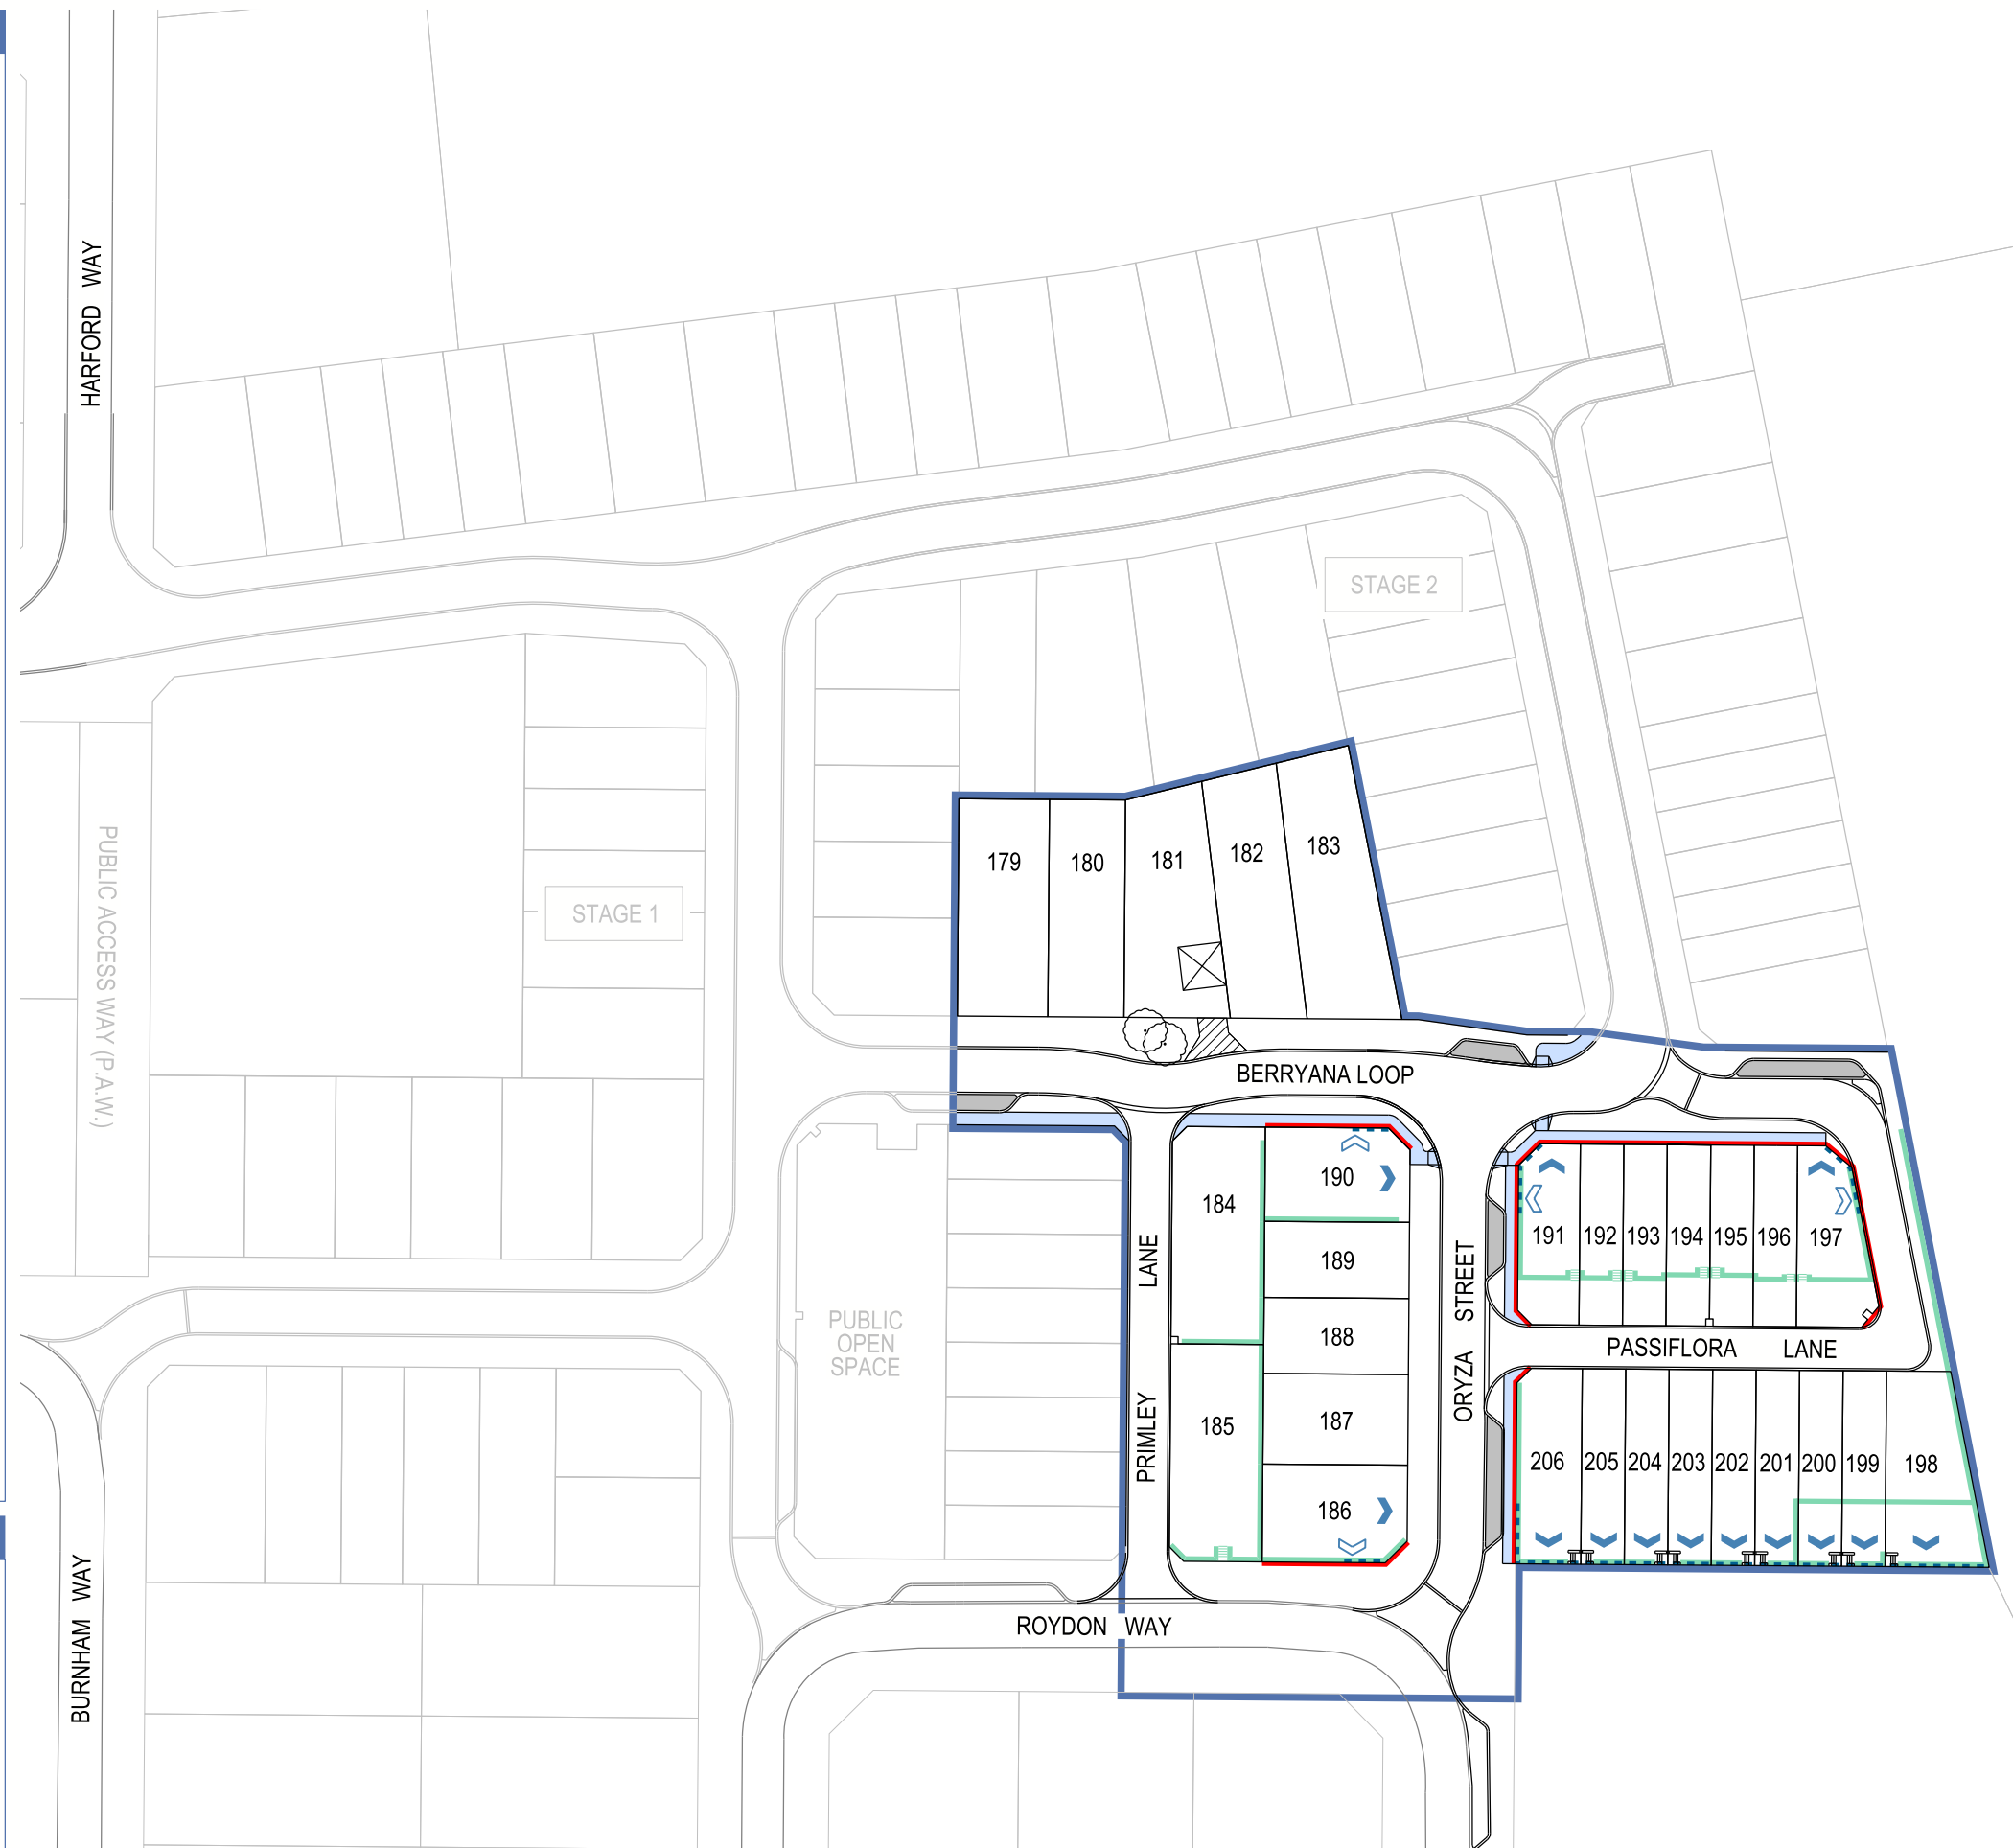 HARFORD WAY
STAGE 2
179
180
181
182
183
PUBLIC ACCESS WAY (P.A.W.)
STAGE 1
BERRYANA LOOP
184
190
189
188
187
186
185
PRIMLEY LANE
ORYZA STREET
191
192
193
194
195
196
197
PUBLIC
OPEN
SPACE
PASSIFLORA LANE
206
205
204
203
202
201
200
199
198
ROYDON WAY
BURNHAM WAY